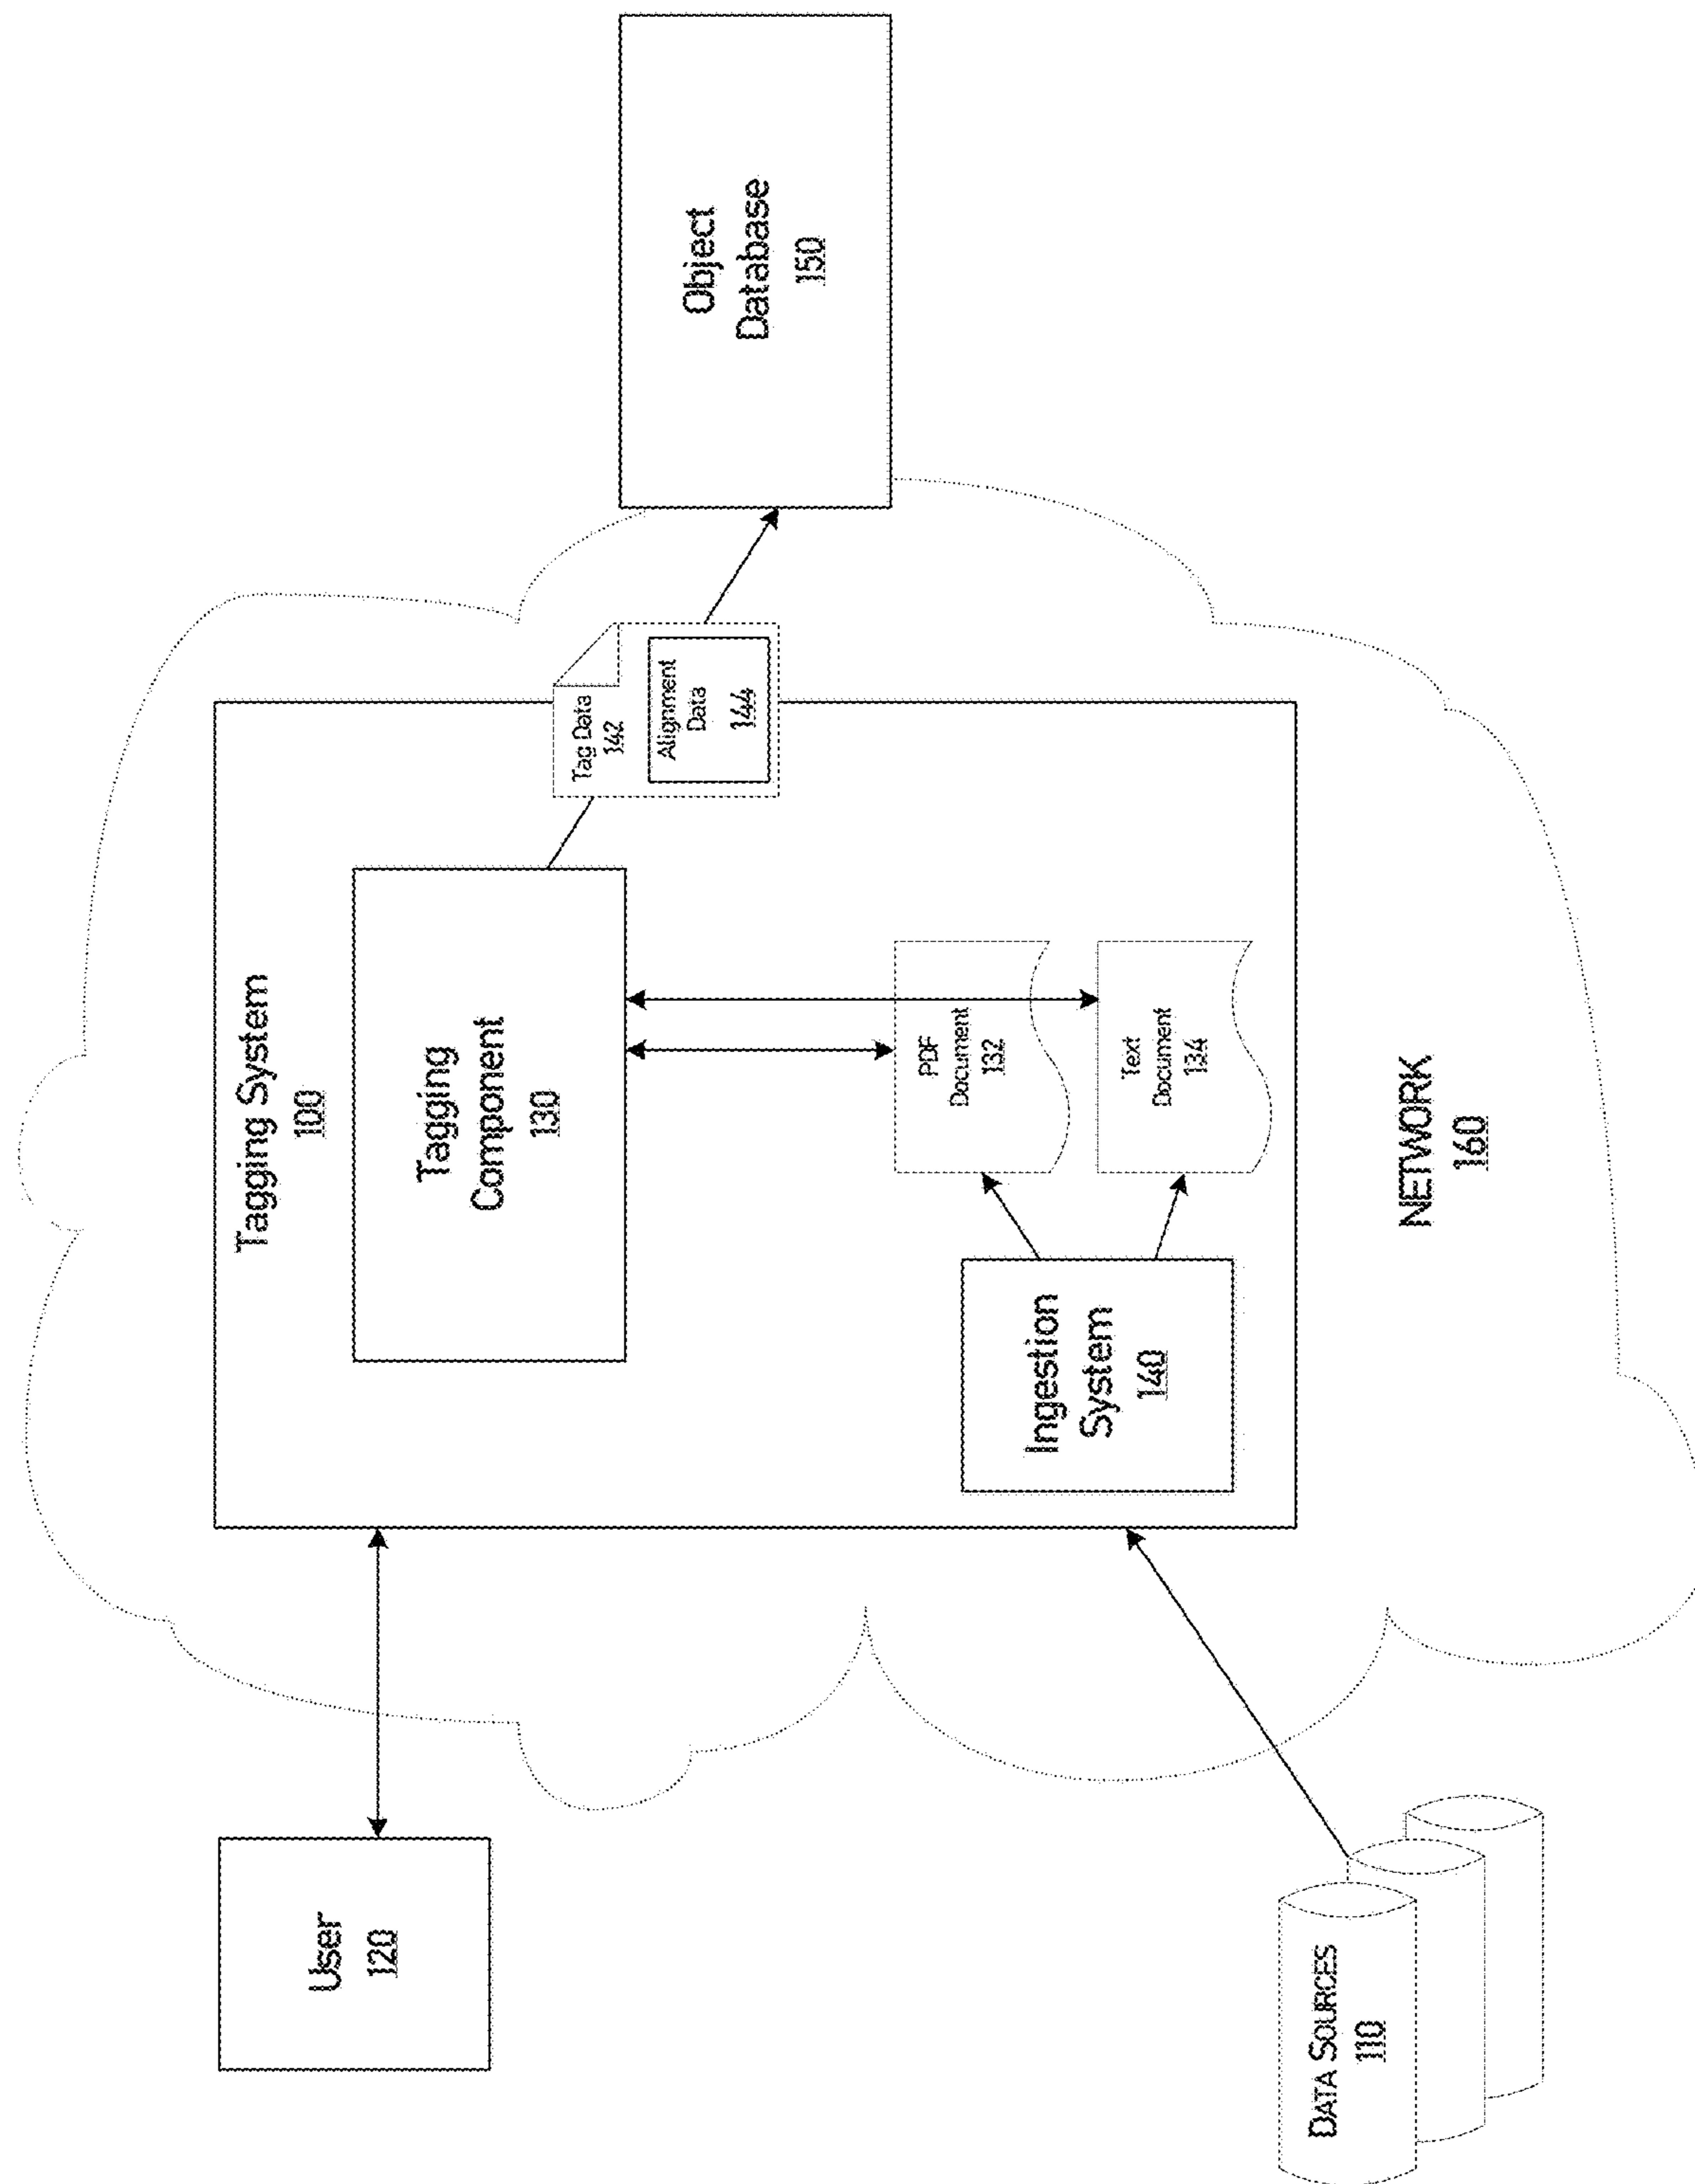 Tagging System
100
User
120
Tagging
Component
130
Tag Data
142
Alignment
Data
144
Object
Database
150
PDF
Document
132
Text
Document
134
Ingestion
System
140
DATA SOURCES
110
NETWORK
160